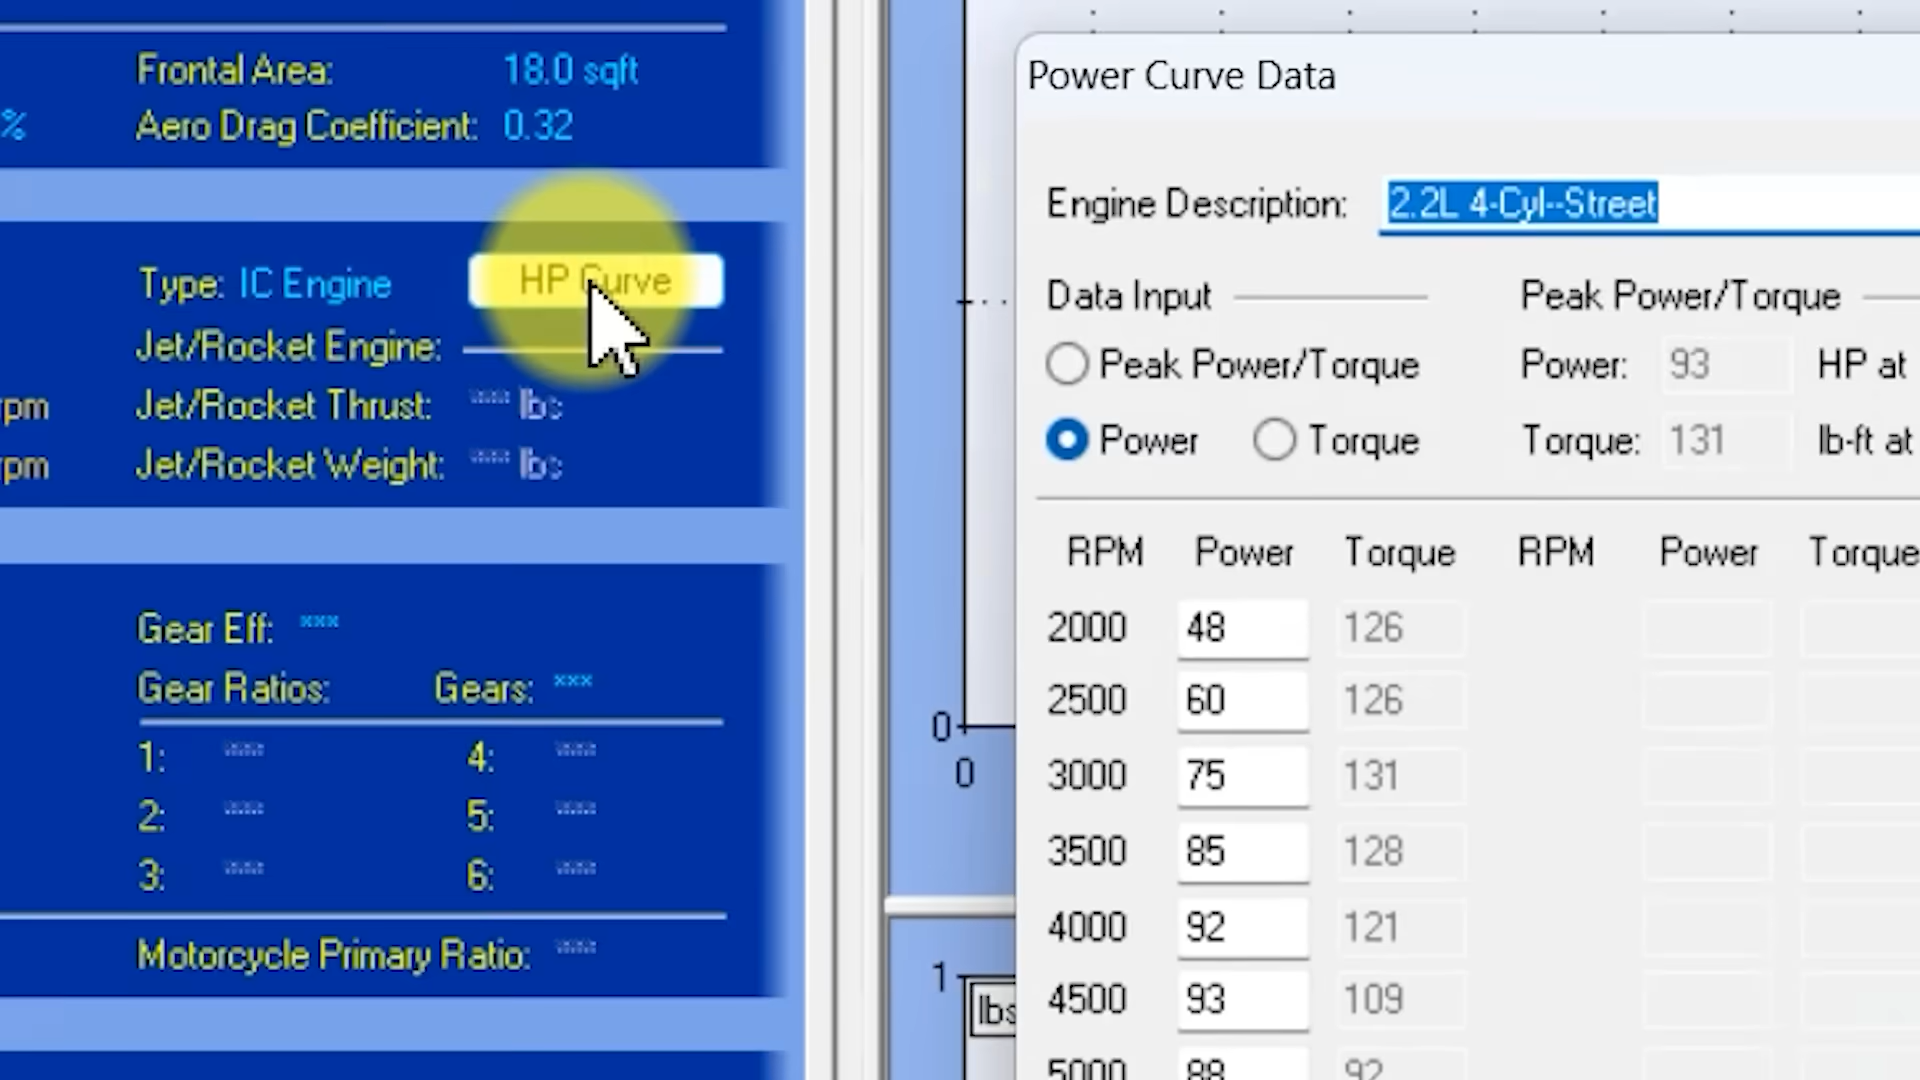 Frontal Area: 18.0 sqft
% Aero Drag Coefficient: 0.32
Type: IC Engine HP Curve
Jet/Rocket Engine:
rpm Jet/Rocket Thrust: **** lbs
rpm Jet/Rocket Weight: **** lbs
Gear Eff: ***
Gear Ratios: Gears: ***
1: **** 4: ****
2: **** 5: ****
3: **** 6: ****
Motorcycle Primary Ratio: ****
0
0
1
lbs
Power Curve Data
Engine Description: 2.2L 4-Cyl--Street
Data Input Peak Power/Torque
Peak Power/Torque Power: 93 HP at
Power Torque Torque: 131 lb-ft at
RPM Power Torque RPM Power Torque
2000 48 126
2500 60 126
3000 75 131
3500 85 128
4000 92 121
4500 93 109
5000 88 92